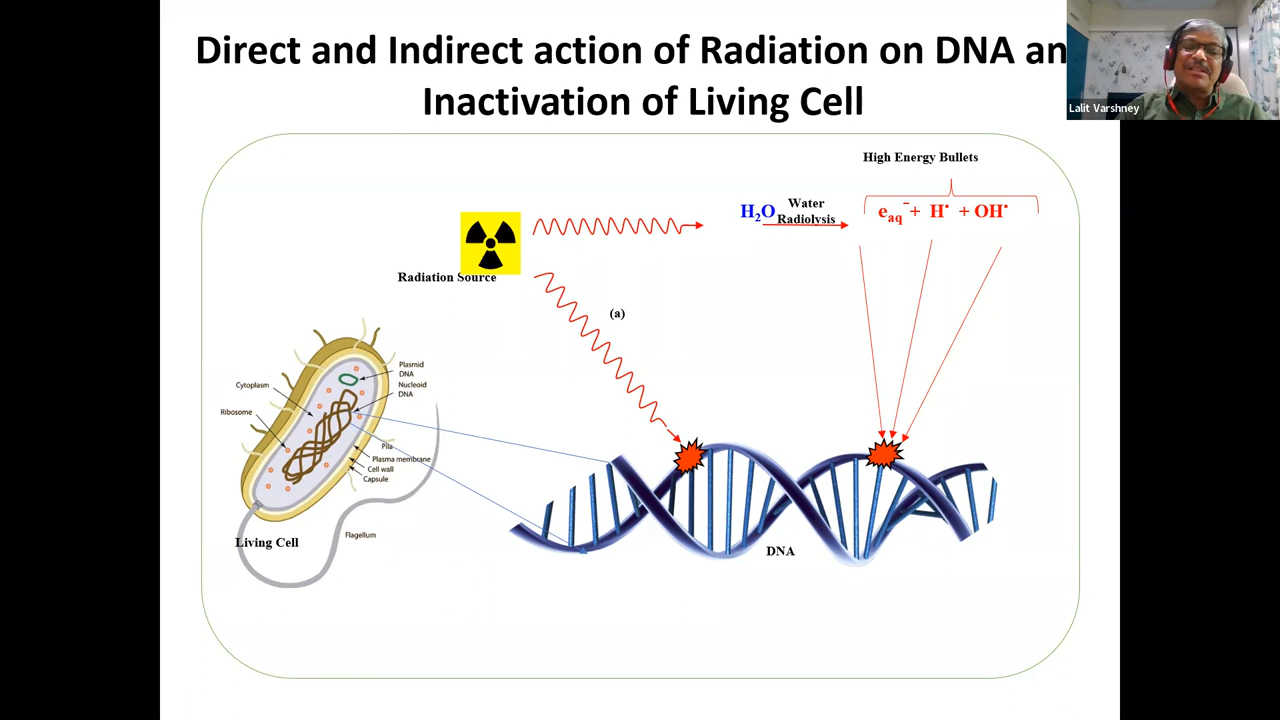 Direct and Indirect action of Radiation on DNA an
Inactivation of Living Cell
Lalit Varshney
High Energy Bullets
H₂O
Water
Radiolysis
eaq⁻ + H• + OH•
Radiation Source
(a)
Plasmid
DNA
Nucleoid
DNA
Cytoplasm
Ribosome
Pila
Plasma membrane
Cell wall
Capsule
Flagellum
Living Cell
DNA